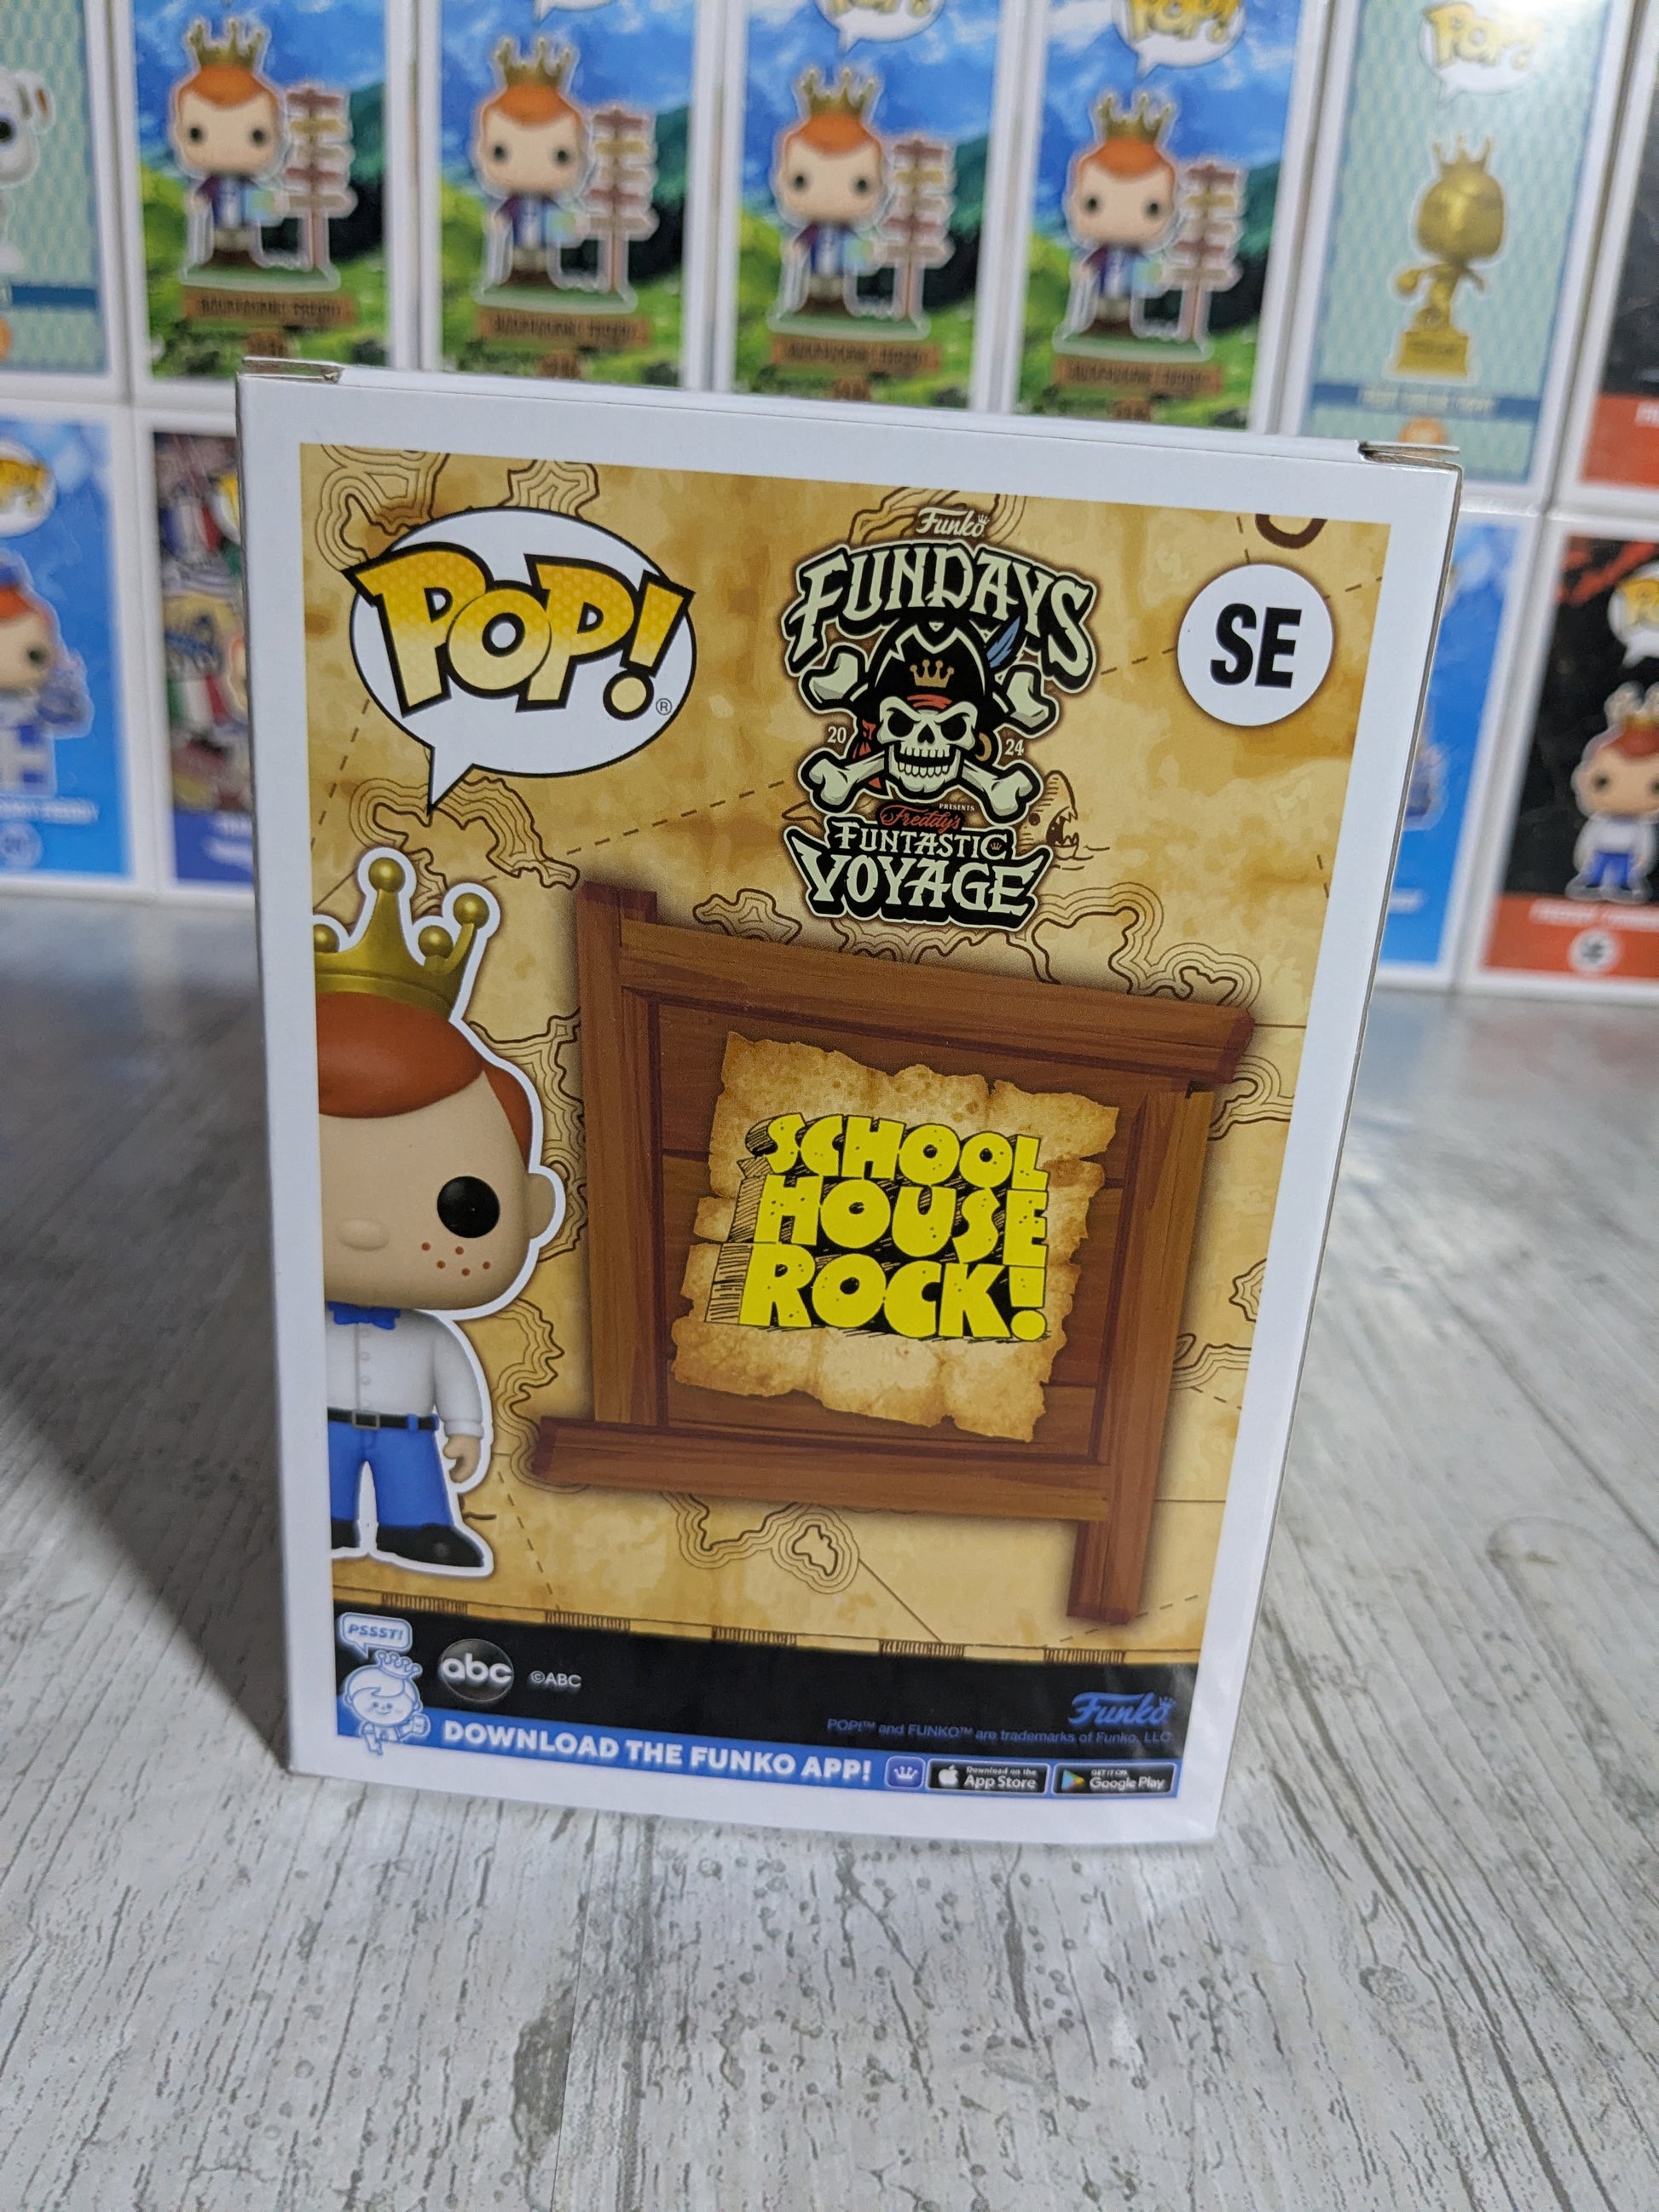 POP!
®
Funko
FUNDAYS
20 24
PRESENTS
Freddy's
FUNTASTIC
VOYAGE
SE
SCHOOL
HOUSE
ROCK!
PSSST!
abc
©ABC
Funko
POP!™ and FUNKO™ are trademarks of Funko, LLC
DOWNLOAD THE FUNKO APP!
Download on the
App Store
GET IT ON
Google Play